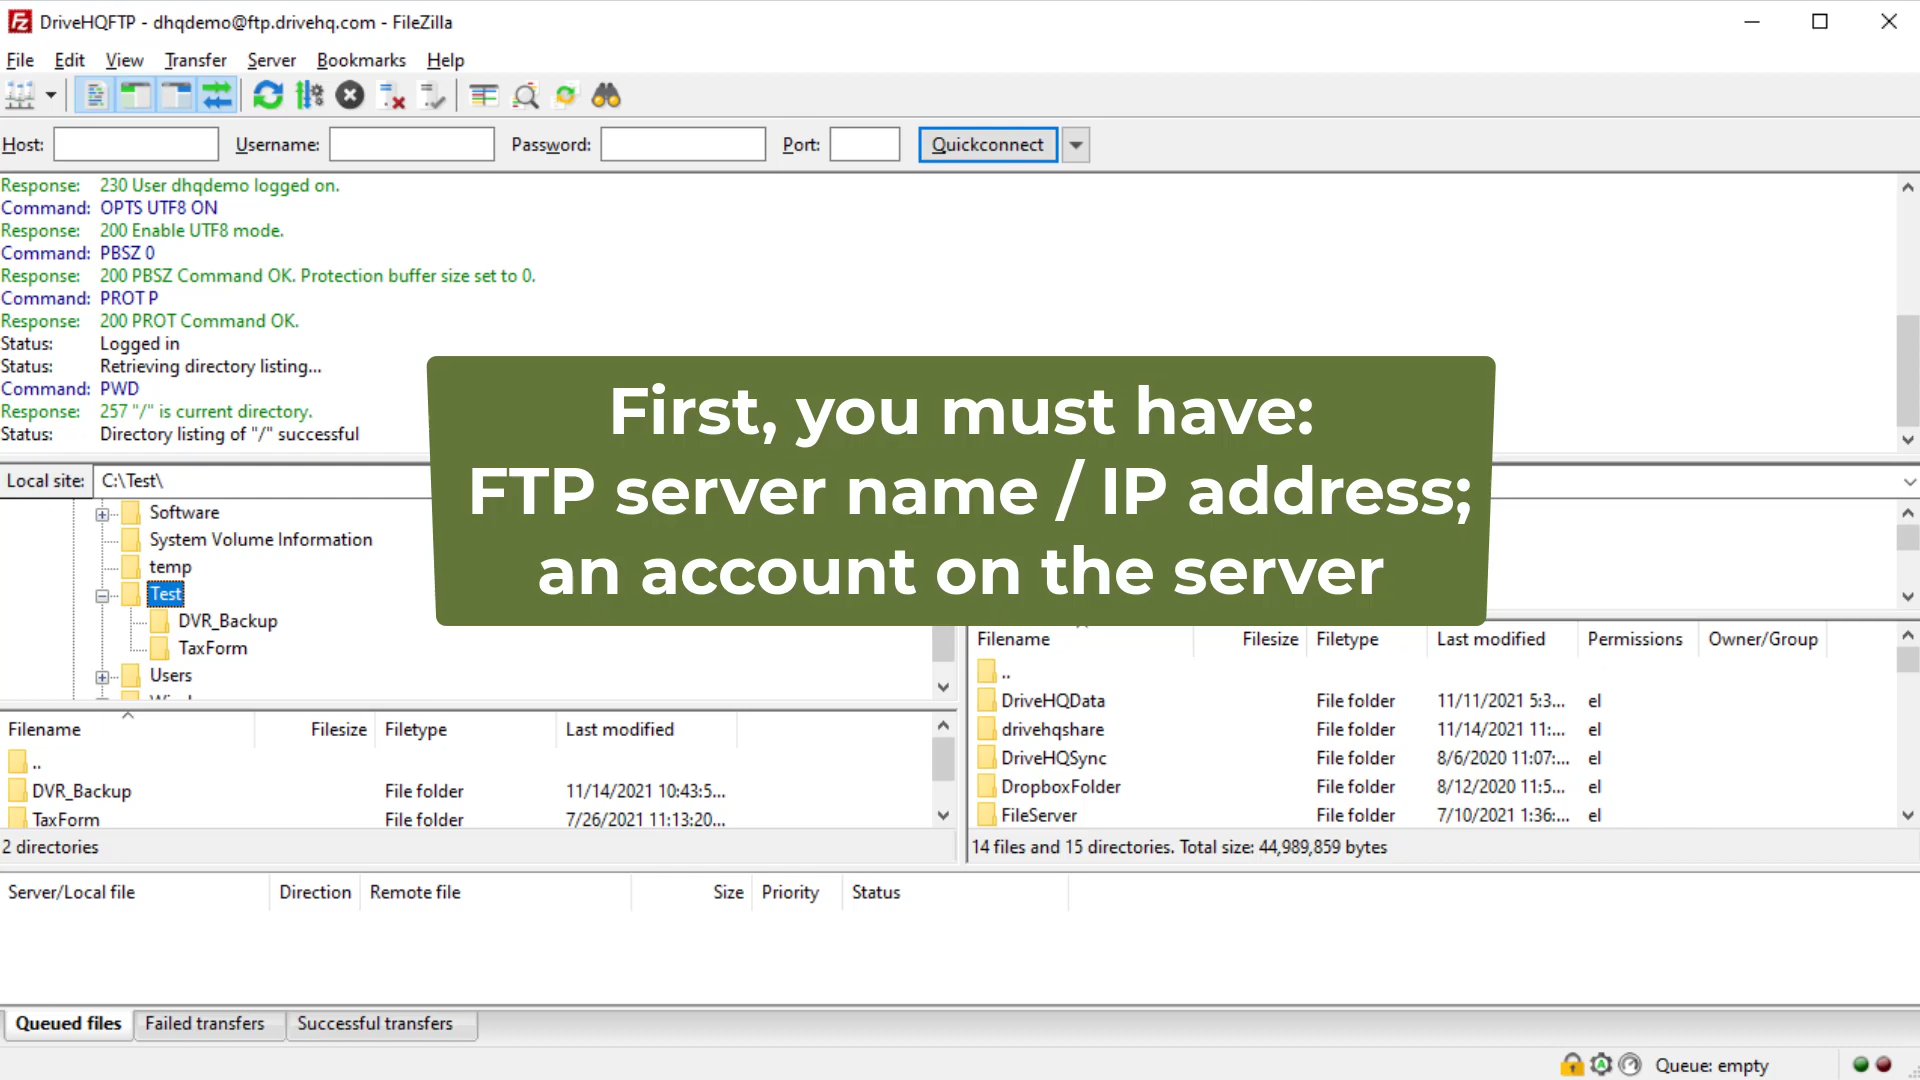 DriveHQFTP - dhqdemo@ftp.drivehq.com - FileZilla
File Edit View Transfer Server Bookmarks Help
Host: Username: Password: Port: Quickconnect
Response: 230 User dhqdemo logged on.
Command: OPTS UTF8 ON
Response: 200 Enable UTF8 mode.
Command: PBSZ 0
Response: 200 PBSZ Command OK. Protection buffer size set to 0.
Command: PROT P
Response: 200 PROT Command OK.
Status: Logged in
Status: Retrieving directory listing...
Command: PWD
Response: 257 "/" is current directory.
Status: Directory listing of "/" successful
First, you must have:
FTP server name / IP address;
an account on the server
Local site: C:\Test\
Software
System Volume Information
temp
Test
DVR_Backup
TaxForm
Users
Filename Filesize Filetype Last modified
..
DVR_Backup File folder 11/14/2021 10:43:5...
TaxForm File folder 7/26/2021 11:13:20...
2 directories
Filename Filesize Filetype Last modified Permissions Owner/Group
..
DriveHQData File folder 11/11/2021 5:3... el
drivehqshare File folder 11/14/2021 11:... el
DriveHQSync File folder 8/6/2020 11:07:... el
DropboxFolder File folder 8/12/2020 11:5... el
FileServer File folder 7/10/2021 1:36:... el
14 files and 15 directories. Total size: 44,989,859 bytes
Server/Local file Direction Remote file Size Priority Status
Queued files Failed transfers Successful transfers
Queue: empty